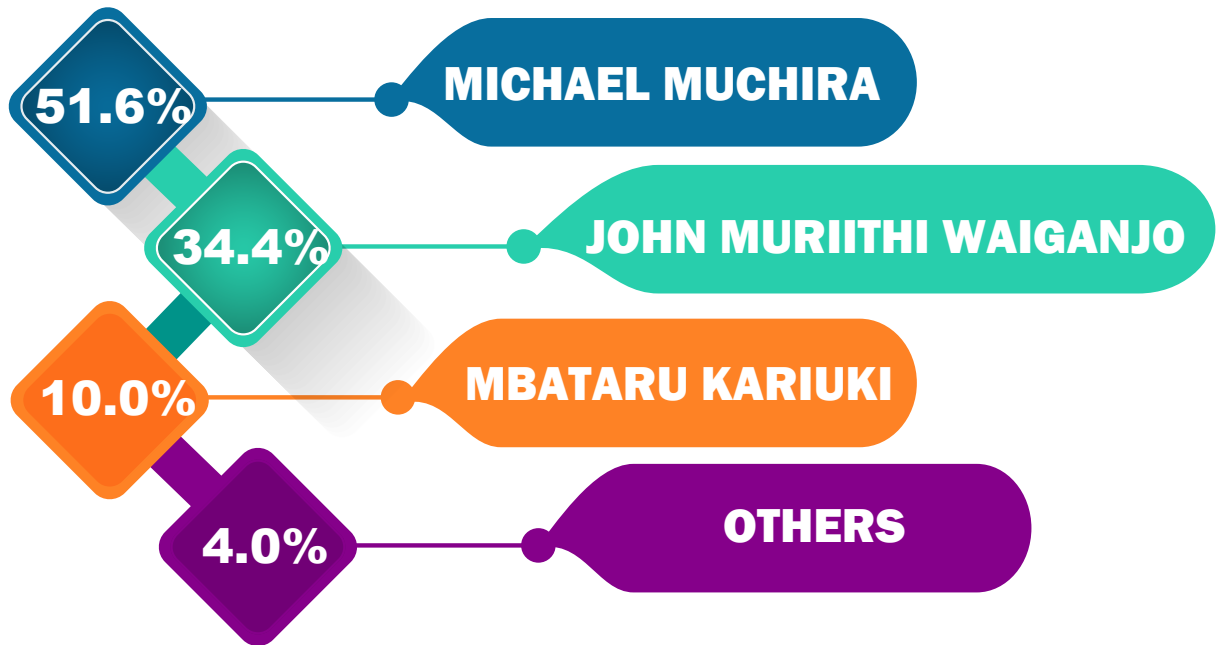 51.6%
MICHAEL MUCHIRA
34.4%
JOHN MURIITHI WAIGANJO
10.0%
MBATARU KARIUKI
4.0%
OTHERS